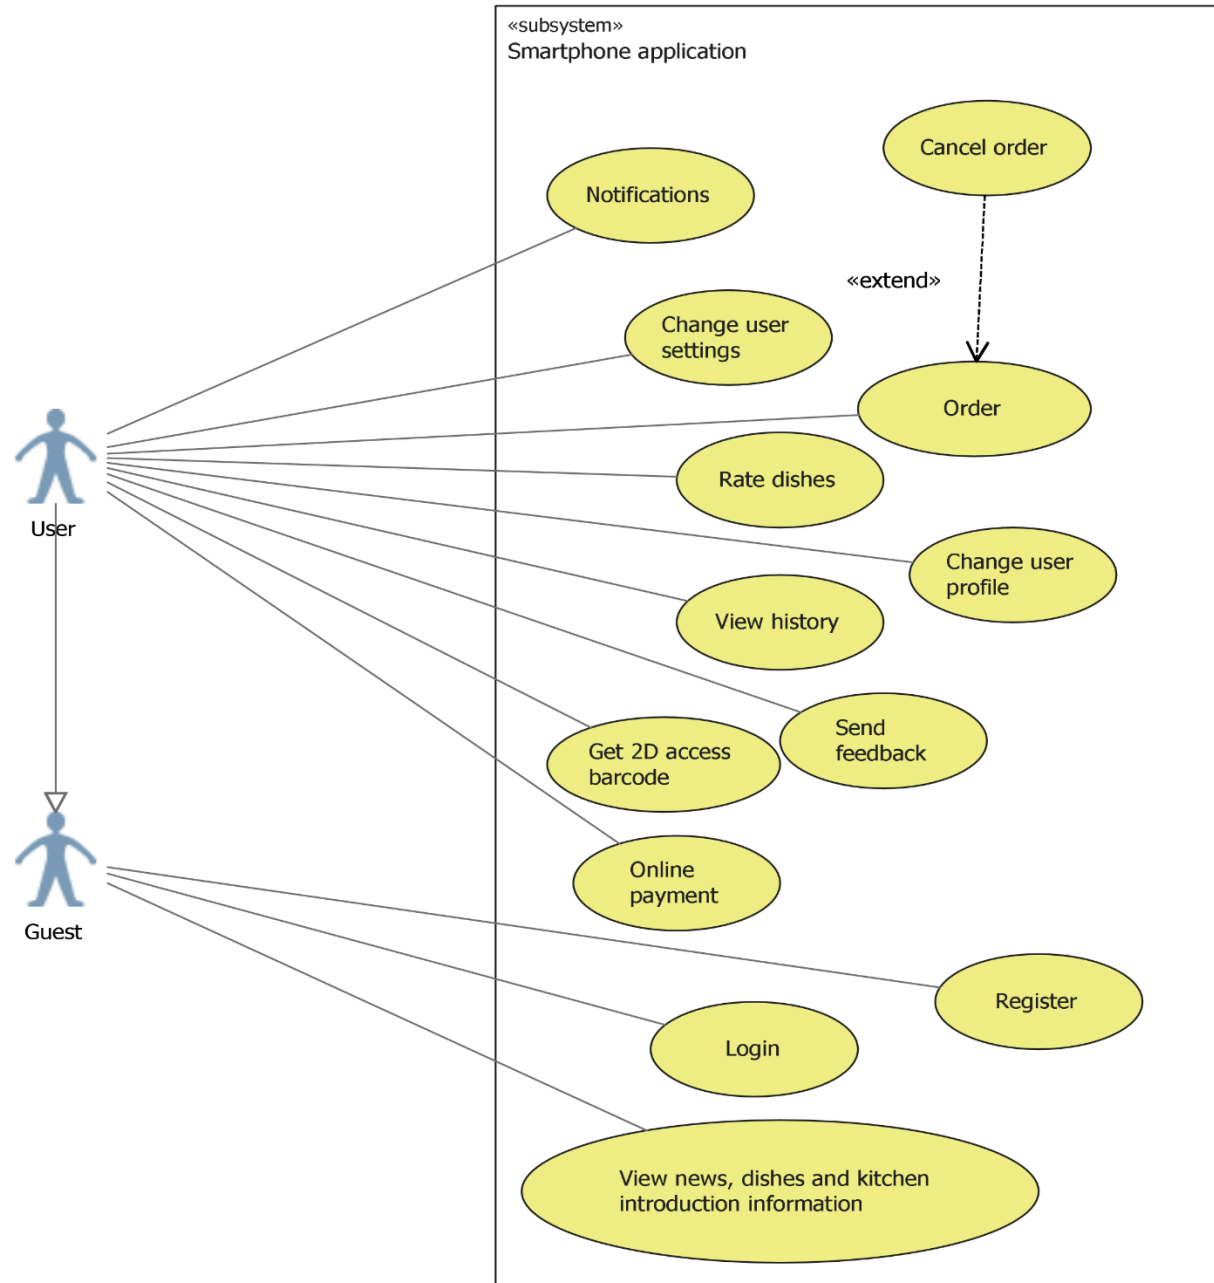 «subsystem»
Smartphone application
Cancel order
Notifications
«extend»
Change user
settings
Order
Rate dishes
User
Change user
profile
View history
Send
feedback
Get 2D access
barcode
Online
payment
Guest
Register
Login
View news, dishes and kitchen
introduction information